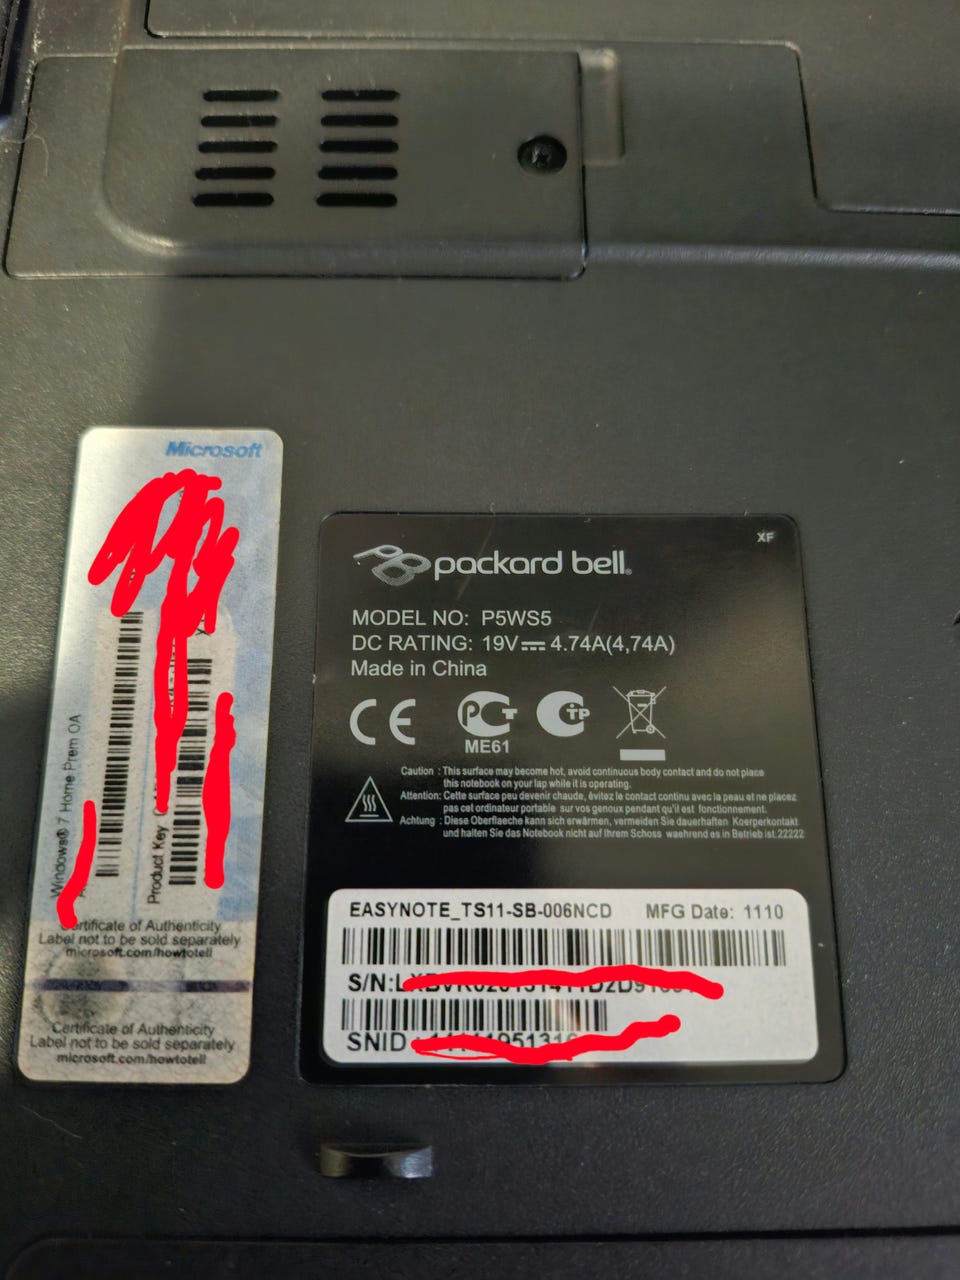 Microsoft
Windows® 7 Home Prem OA
Product Key
Certificate of Authenticity
Label not to be sold separately
microsoft.com/howtotell
Certificate of Authenticity
Label not to be sold separately
microsoft.com/howtotell
XF
packard bell®
MODEL NO: P5WS5
DC RATING: 19V⎓4.74A(4,74A)
Made in China
CE
PCT
ME61
Caution : This surface may become hot, avoid continuous body contact and do not place
this notebook on your lap while it is operating.
Attention: Cette surface peu devenir chaude, évitez le contact continu avec la peau et ne placez
pas cet ordinateur portable sur vos genoux pendant qu'il est fonctionnement.
Achtung : Diese Oberflaeche kann sich erwärmen, vermeiden Sie dauerhaften Koerperkontakt
und halten Sie das Notebook nicht auf Ihrem Schoss waehrend es in Betrieb ist.22222
EASYNOTE_TS11-SB-006NCD MFG Date: 1110
S/N:
SNID